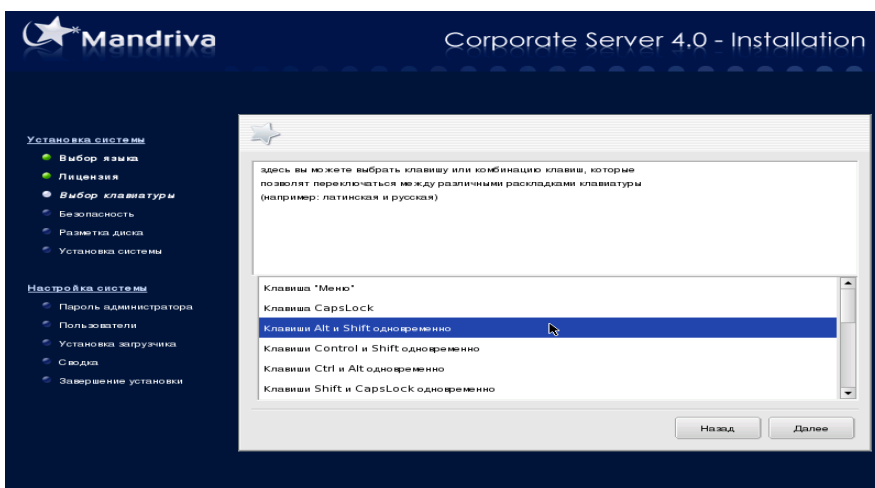 Mandriva
Corporate Server 4.0 - Installation
Установка системы
Выбор языка
Лицензия
Выбор клавиатуры
Безопасность
Разметка диска
Установка системы
Настройка системы
Пароль администратора
Пользователи
Установка загрузчика
Сводка
Завершение установки
здесь вы можете выбрать клавишу или комбинацию клавиш, которые
позволят переключаться между различными раскладками клавиатуры
(например: латинская и русская)
Клавиша "Меню"
Клавиша CapsLock
Клавиши Alt и Shift одновременно
Клавиши Control и Shift одновременно
Клавиши Ctrl и Alt одновременно
Клавиши Shift и CapsLock одновременно
Назад
Далее